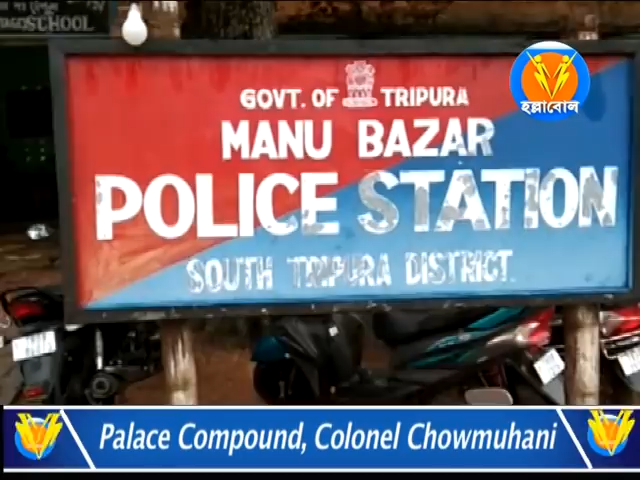 SCHOOL
GOVT. OF TRIPURA
MANU BAZAR
POLICE STATION
SOUTH TRIPURA DISTRICT.
হল্লাবোল
Palace Compound, Colonel Chowmuhani